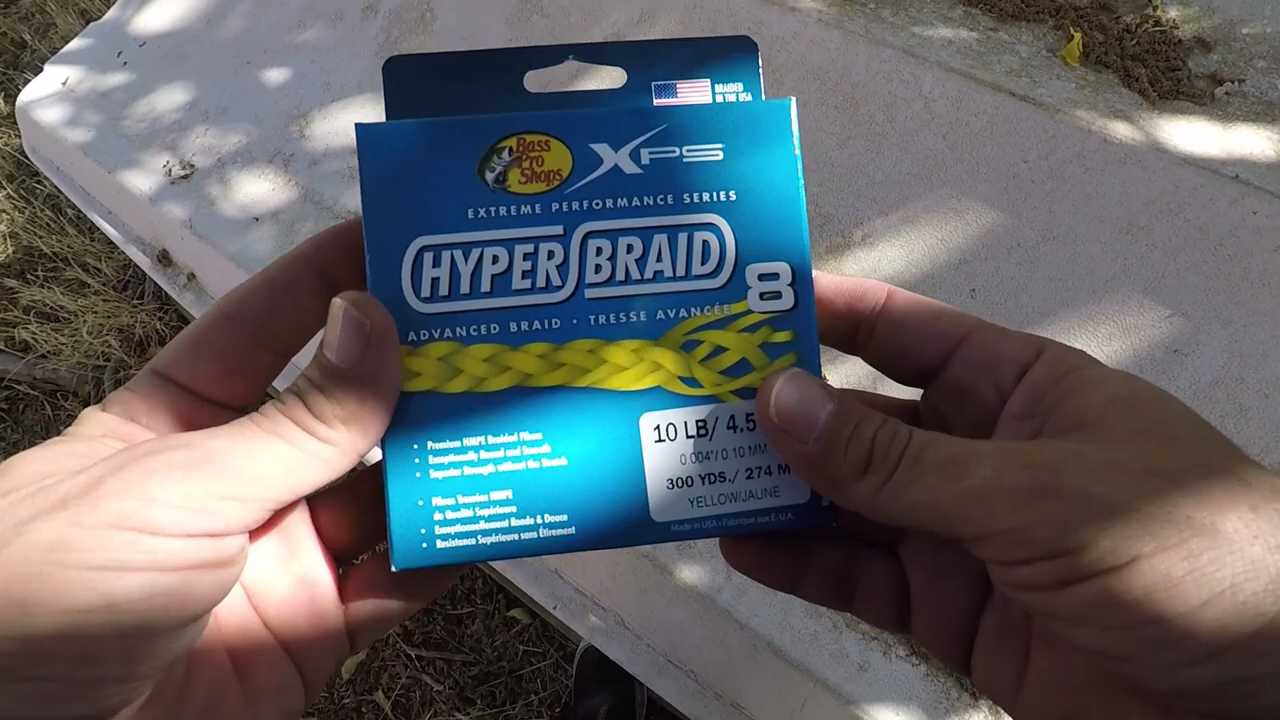 BRAIDED
IN THE USA
Bass
Pro
Shops
XPS
EXTREME PERFORMANCE SERIES
HYPER BRAID
8
ADVANCED BRAID · TRESSE AVANCÉE
10 LB/ 4.5
0.004"/ 0.10 MM
300 YDS./ 274 M
YELLOW/JAUNE
Made in USA • Fabrique aux É.-U.A.
• Premium HMPE Braided Fibers
• Exceptionally Round and Smooth
• Superior Strength without the Stretch
• Fibres Tressées HMPE
de Qualité Supérieure
• Exceptionnellement Ronde & Douce
• Resistance Supérieure sans Étirement